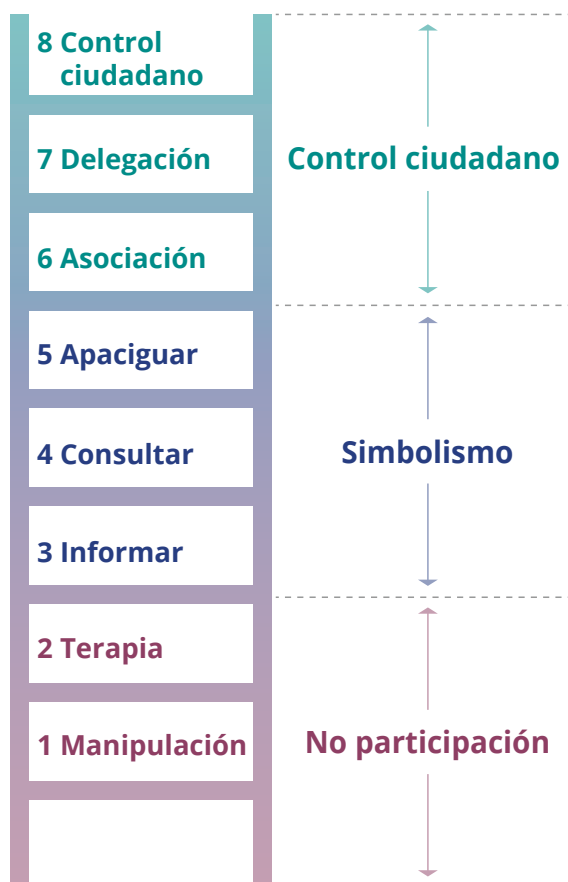 8 Control
ciudadano
7 Delegación
Control ciudadano
6 Asociación
5 Apaciguar
4 Consultar
Simbolismo
3 Informar
2 Terapia
1 Manipulación
No participación